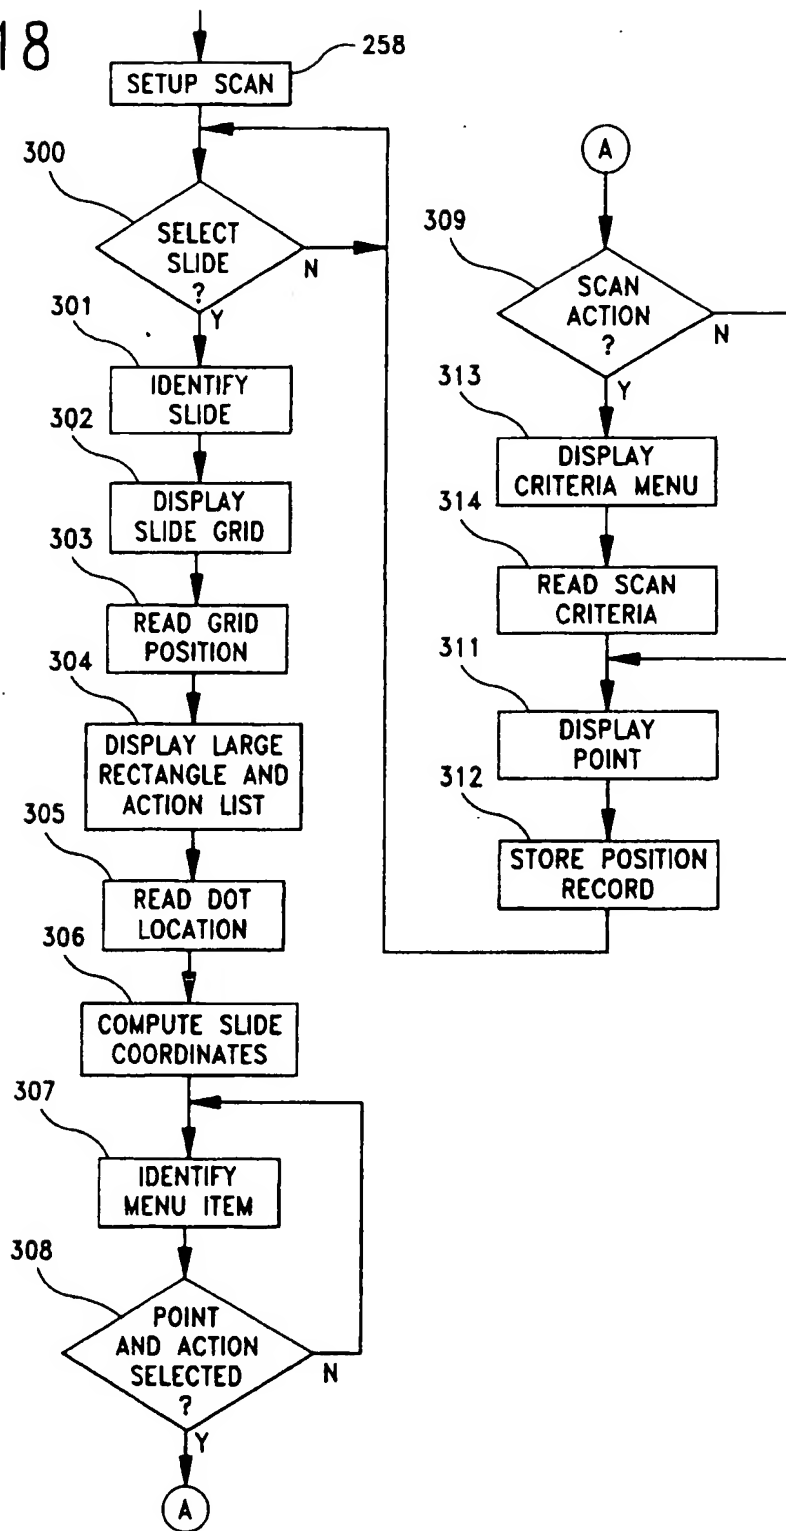 18
SETUP SCAN
258
300
SELECT
SLIDE
?
N
Y
301
IDENTIFY
SLIDE
302
DISPLAY
SLIDE GRID
303
READ GRID
POSITION
304
DISPLAY LARGE
RECTANGLE AND
ACTION LIST
305
READ DOT
LOCATION
306
COMPUTE SLIDE
COORDINATES
307
IDENTIFY
MENU ITEM
308
POINT
AND ACTION
SELECTED
?
N
Y
A
A
309
SCAN
ACTION
?
N
Y
313
DISPLAY
CRITERIA MENU
314
READ SCAN
CRITERIA
311
DISPLAY
POINT
312
STORE POSITION
RECORD